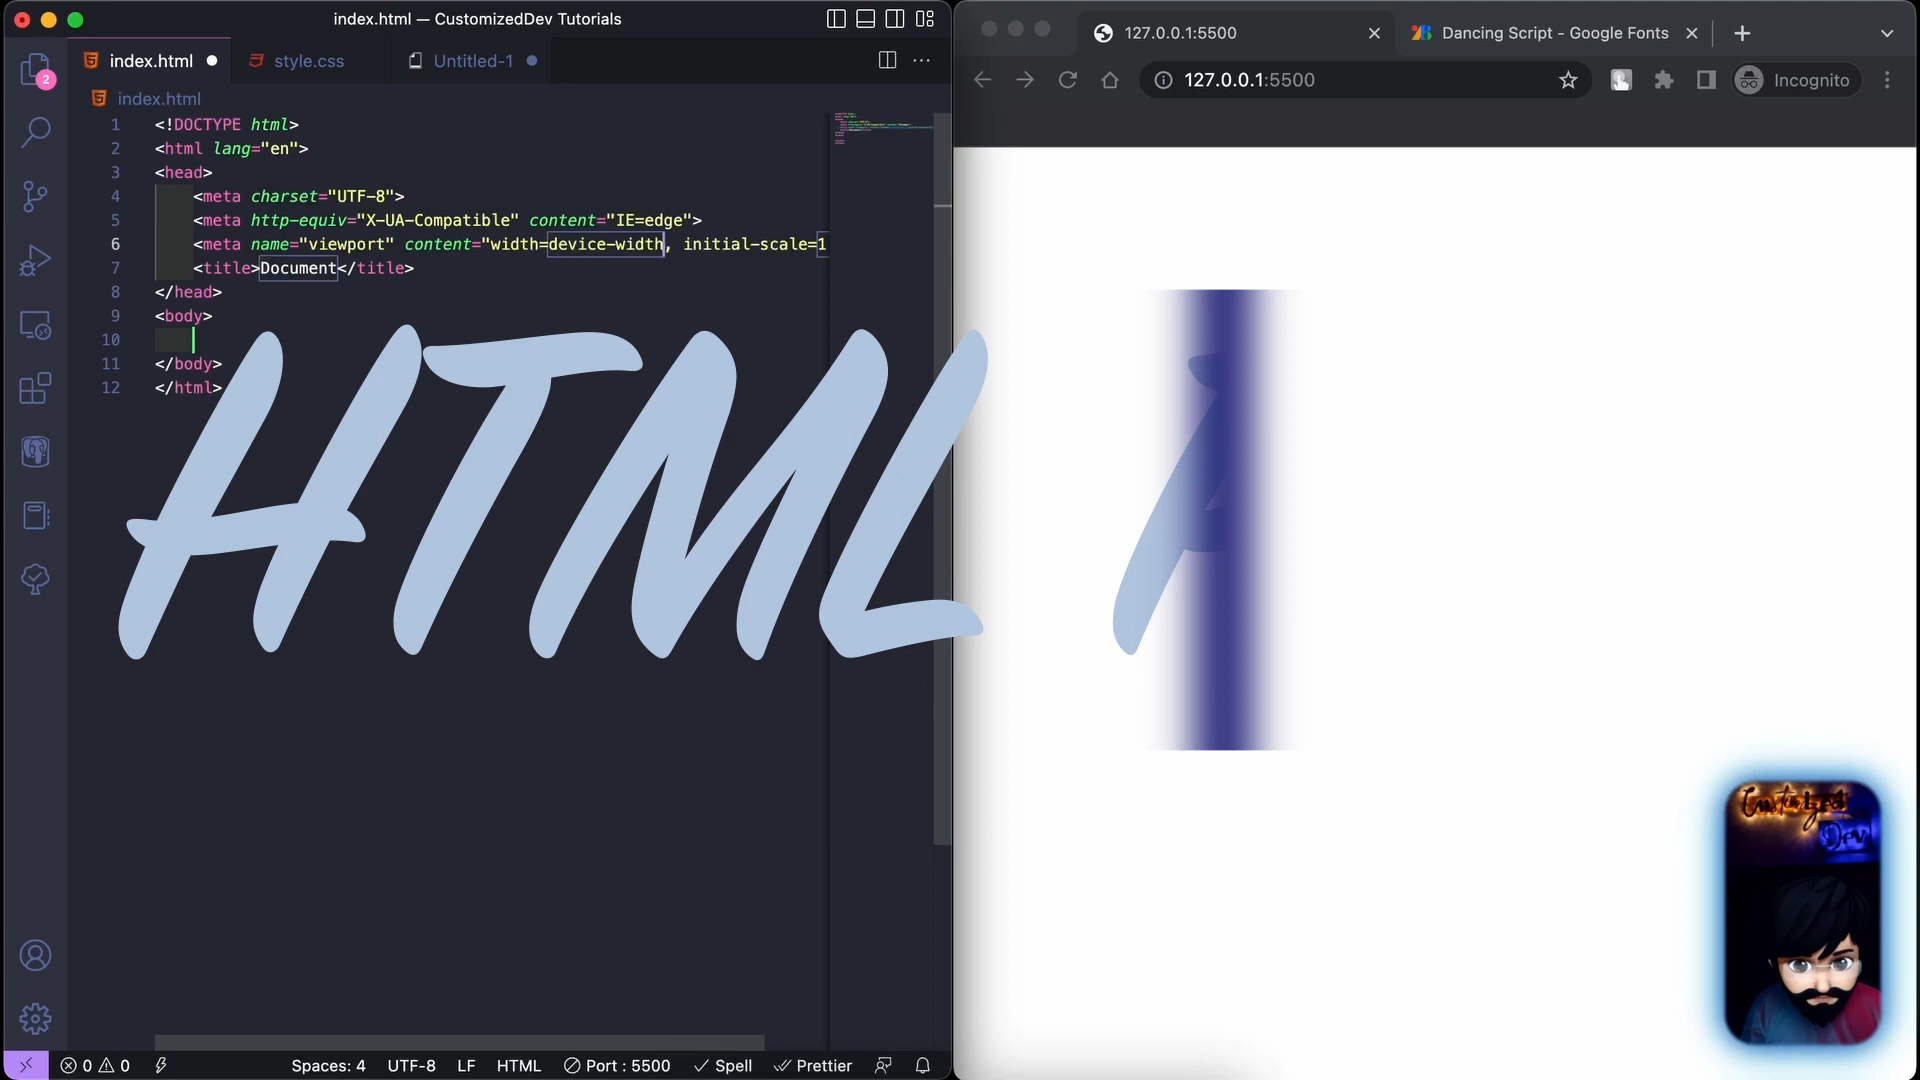 index.html — CustomizedDev Tutorials
index.html
style.css
Untitled-1
2
index.html
1 <!DOCTYPE html>
2 <html lang="en">
3 <head>
4 <meta charset="UTF-8">
5 <meta http-equiv="X-UA-Compatible" content="IE=edge">
6 <meta name="viewport" content="width=device-width, initial-scale=1
7 <title>Document</title>
8 </head>
9 <body>
10
11 </body>
12 </html>
HTML
0 0
Spaces: 4
UTF-8
LF
HTML
Port : 5500
Spell
Prettier
127.0.0.1:5500
Dancing Script - Google Fonts
127.0.0.1:5500
Incognito
Customized
Dev